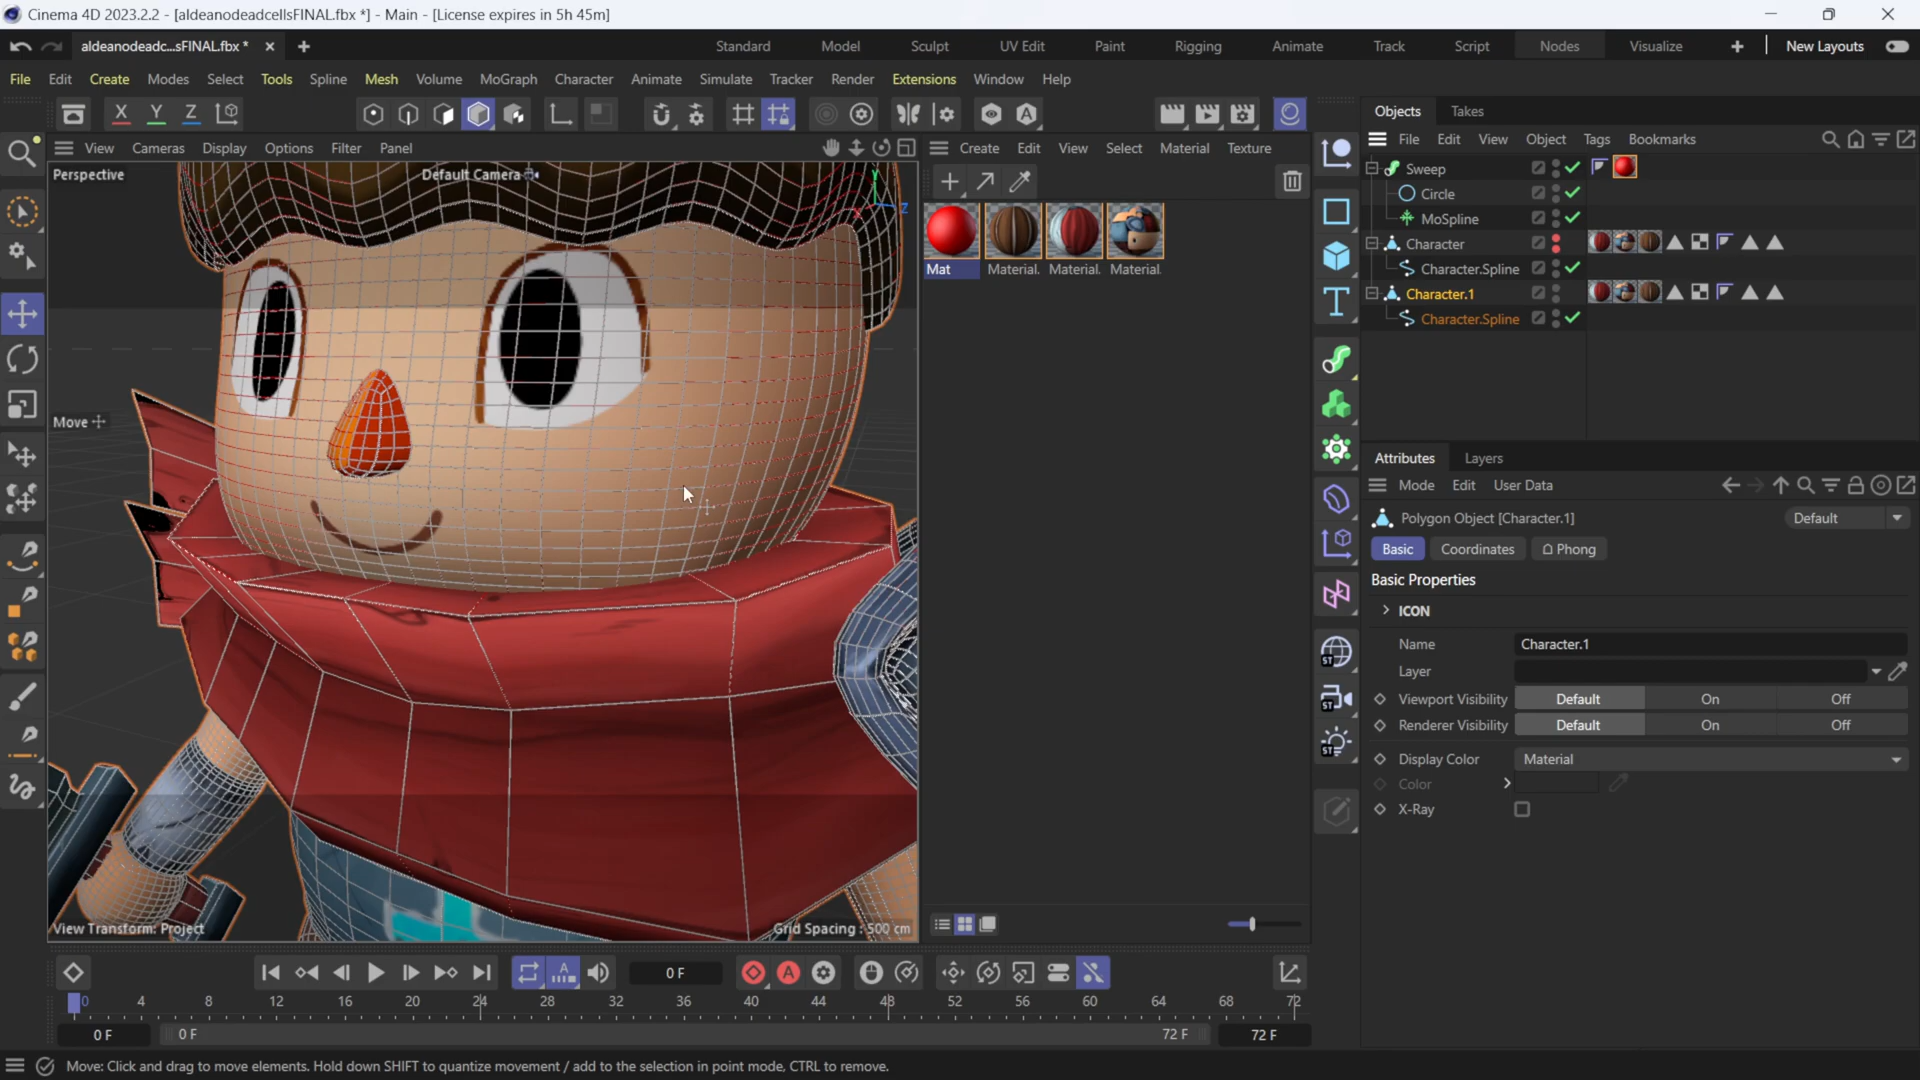 Cinema 4D 2023.2.2 - [aldeanodeadcellsFINAL.fbx *] - Main - [License expires in 5h 45m]
aldeanodeadc...sFINAL.fbx *
Standard Model Sculpt UV Edit Paint Rigging Animate Track Script Nodes Visualize New Layouts
File Edit Create Modes Select Tools Spline Mesh Volume MoGraph Character Animate Simulate Tracker Render Extensions Window Help
X Y Z
Objects Takes
File Edit View Object Tags Bookmarks
View Cameras Display Options Filter Panel
Create Edit View Select Material Texture
Perspective
Default Camera
Y
X
Z
Move
Mat Material. Material. Material.
Sweep
Circle
MoSpline
Character
Character.Spline
Character.1
Character.Spline
Attributes Layers
Mode Edit User Data
Polygon Object [Character.1]
Default
Basic Coordinates Phong
Basic Properties
ICON
Name Character.1
Layer
Viewport Visibility Default On Off
Renderer Visibility Default On Off
Display Color Material
Color
X-Ray
ST
ST
ST
View Transform: Project
Grid Spacing : 500 cm
A
0 F
A
0 4 8 12 16 20 24 28 32 36 40 44 48 52 56 60 64 68 72
0 F 0 F 72 F 72 F
Move: Click and drag to move elements. Hold down SHIFT to quantize movement / add to the selection in point mode, CTRL to remove.